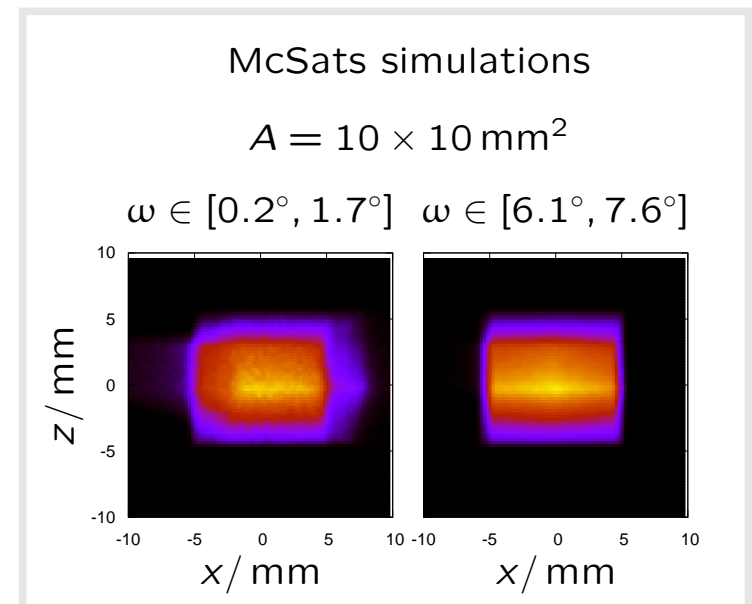 McSats simulations
A = 10 × 10 mm²
ω ∈ [0.2°, 1.7°] ω ∈ [6.1°, 7.6°]
10
5
0
-5
-10
z/mm
-10 -5 0 5 10 -10 -5 0 5 10
x/mm x/mm